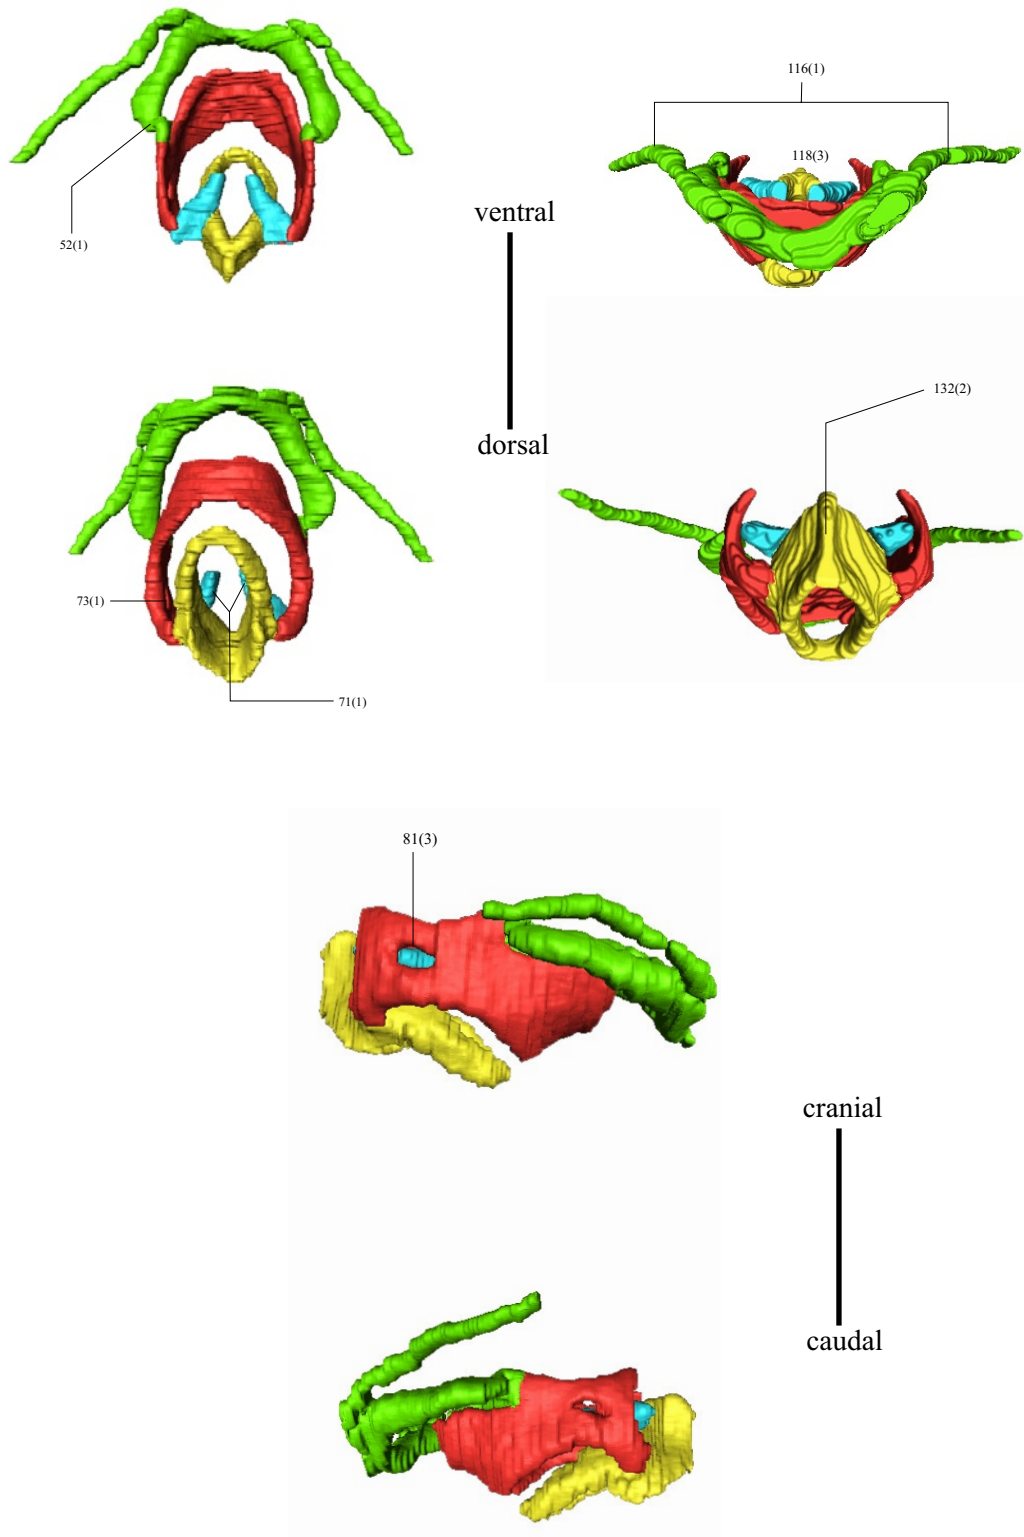 116(1)
118(3)
52(1)
ventral
dorsal
132(2)
73(1)
71(1)
81(3)
cranial
caudal